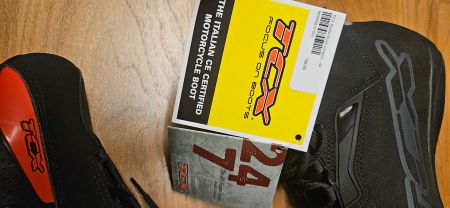 TCX
THE ITALIAN CE CERTIFIED
MOTORCYCLE BOOT
TCX
FOCUS ON BOOTS
24
7
TCX